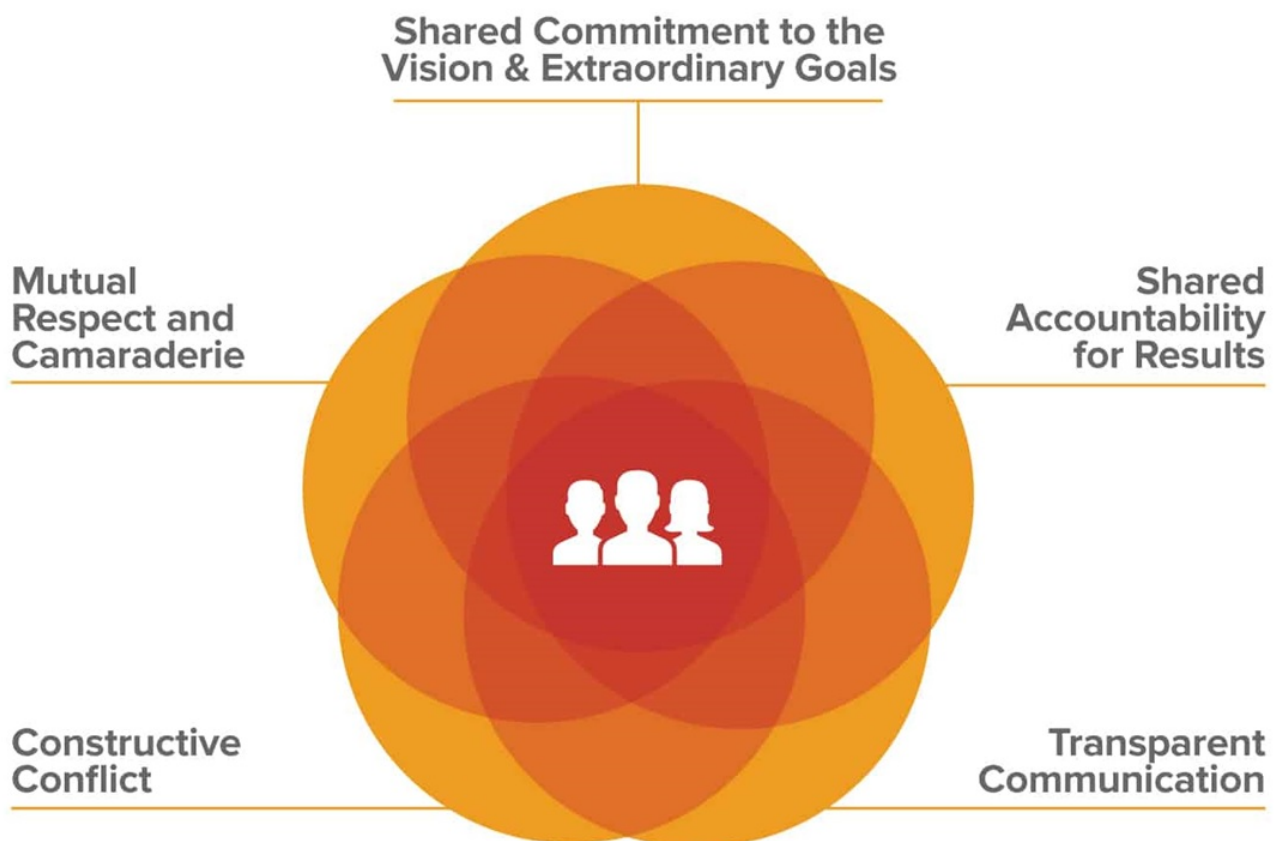 Shared Commitment to the
Vision & Extraordinary Goals
Mutual
Respect and
Camaraderie
Shared
Accountability
for Results
Constructive
Conflict
Transparent
Communication